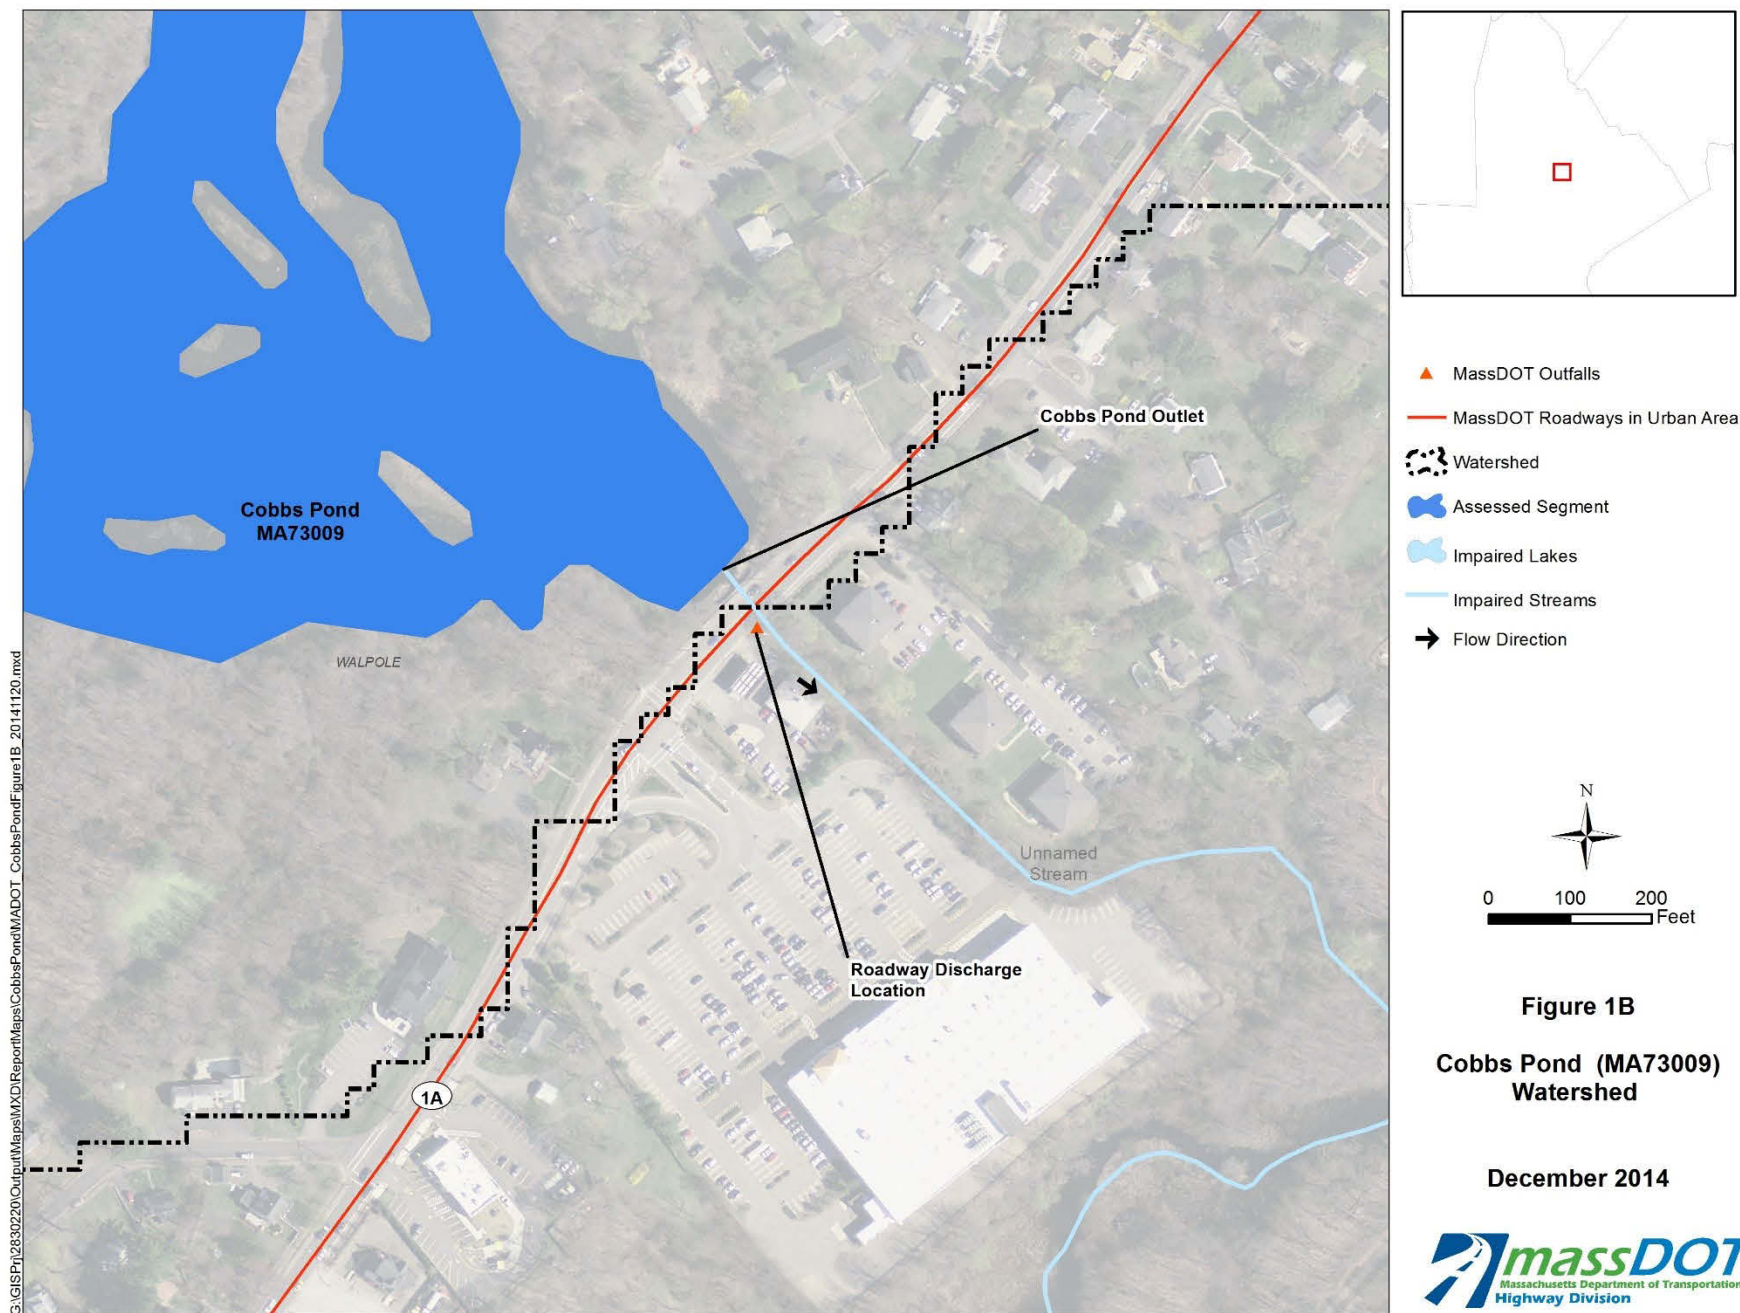 Cobbs Pond Outlet
Cobbs Pond
MA73009
WALPOLE
Unnamed
Stream
Roadway Discharge
Location
1A
G:\GISPrj\2830220\Output\Maps\MXD\ReportMaps\CobbsPond\MADOT_CobbsPondFigure1B_20141120.mxd
MassDOT Outfalls
MassDOT Roadways in Urban Area
Watershed
Assessed Segment
Impaired Lakes
Impaired Streams
Flow Direction
N
0 100 200
Feet
Figure 1B
Cobbs Pond (MA73009)
Watershed
December 2014
massDOT
Massachusetts Department of Transportation
Highway Division